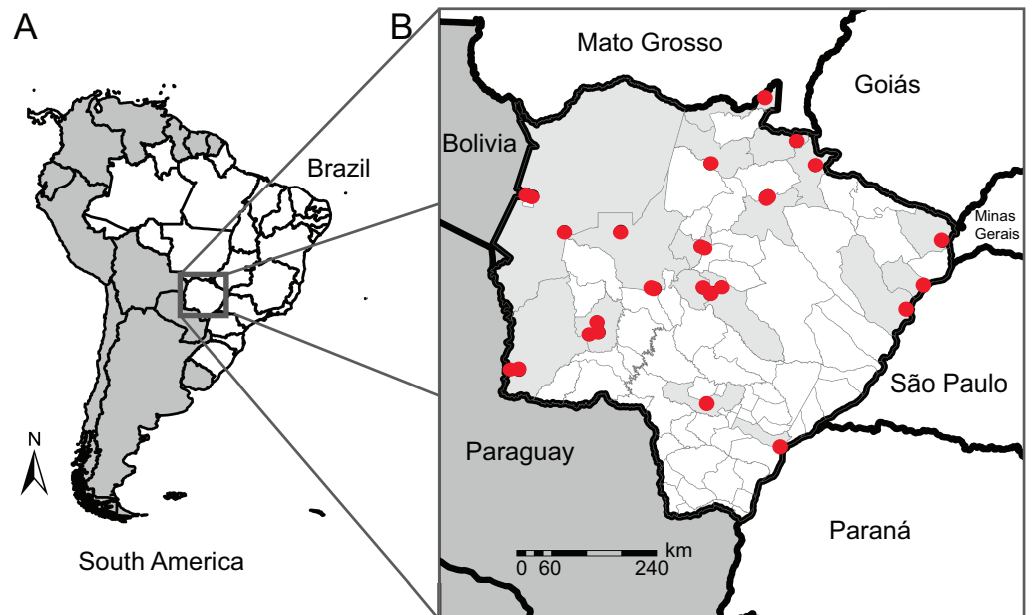 A
Brazil
N
South America
B
Mato Grosso
Goiás
Bolivia
Minas
Gerais
São Paulo
Paraguay
Paraná
km
0 60 240